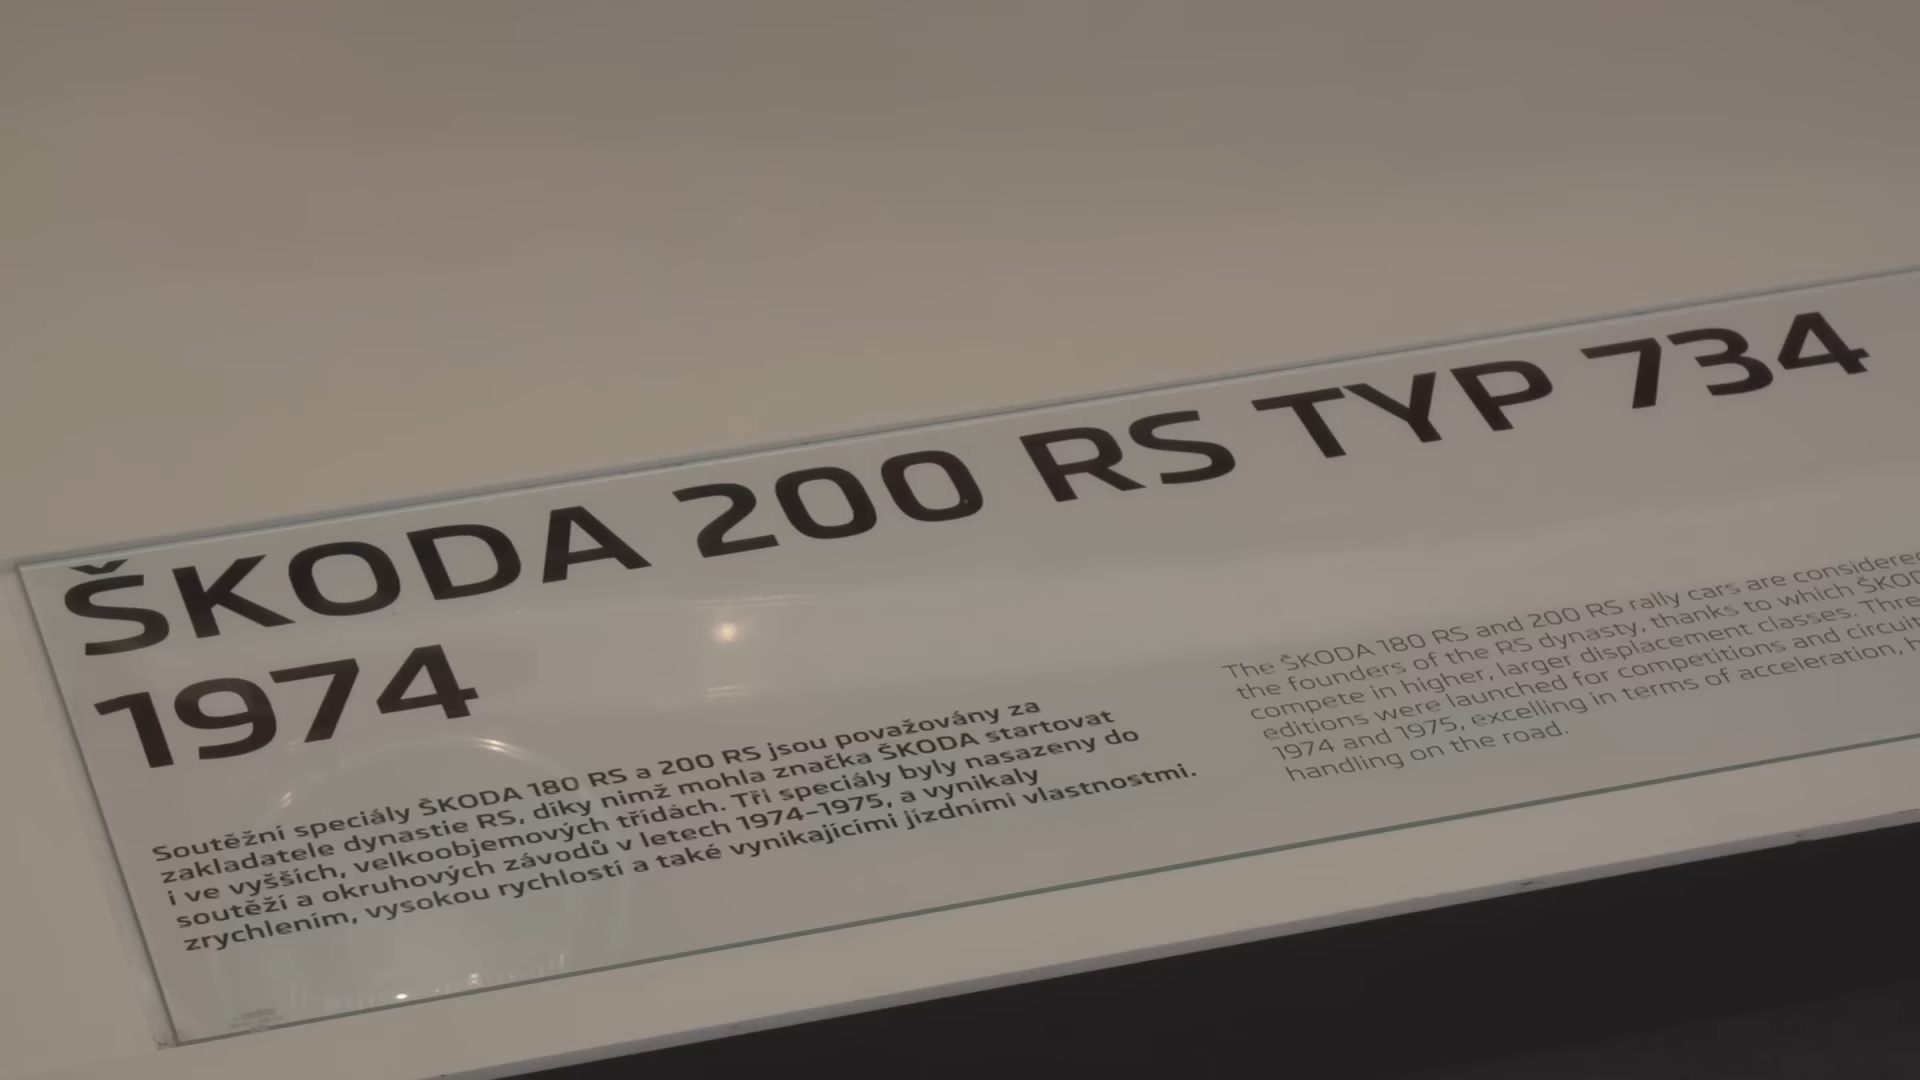 ŠKODA 200 RS TYP 734
1974
Soutěžní speciály ŠKODA 180 RS a 200 RS jsou považovány za
zakladatele dynastie RS, díky nimž mohla značka ŠKODA startovat
i ve vyšších, velkoobjemových třídách. Tři speciály byly nasazeny do
soutěží a okruhových závodů v letech 1974–1975, a vynikaly
zrychlením, vysokou rychlostí a také vynikajícími jízdními vlastnostmi.
The ŠKODA 180 RS and 200 RS rally cars are considered
the founders of the RS dynasty, thanks to which ŠKOD
compete in higher, larger displacement classes. Thre
editions were launched for competitions and circuit
1974 and 1975, excelling in terms of acceleration, h
handling on the road.